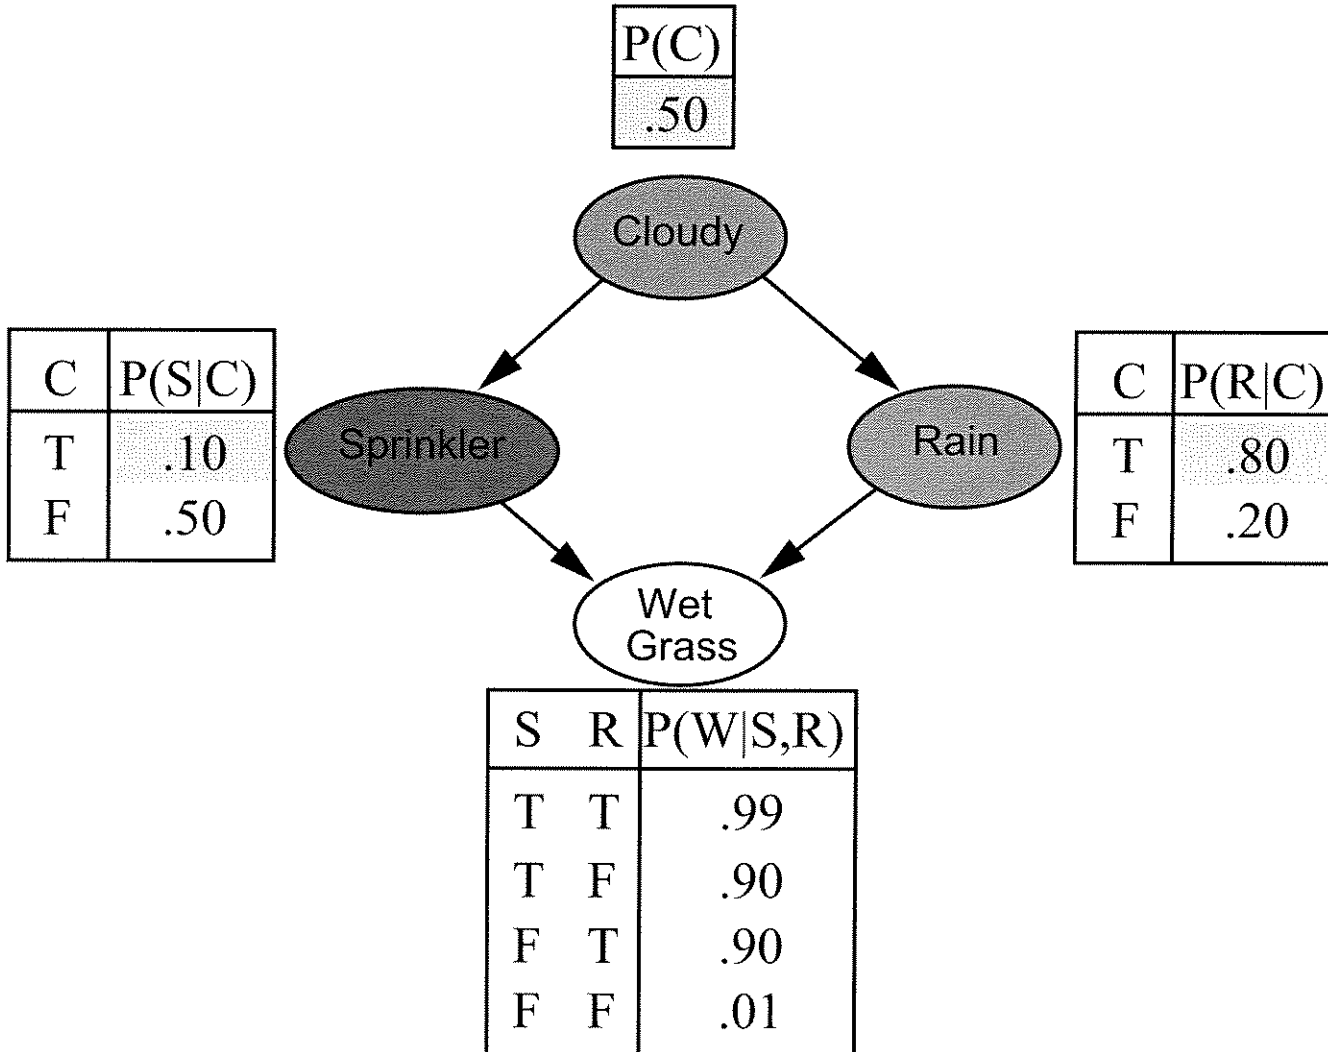 P(C)
.50
Cloudy
C P(S|C)
T .10
F .50
Sprinkler
Rain
C P(R|C)
T .80
F .20
Wet
Grass
S R P(W|S,R)
T T .99
T F .90
F T .90
F F .01